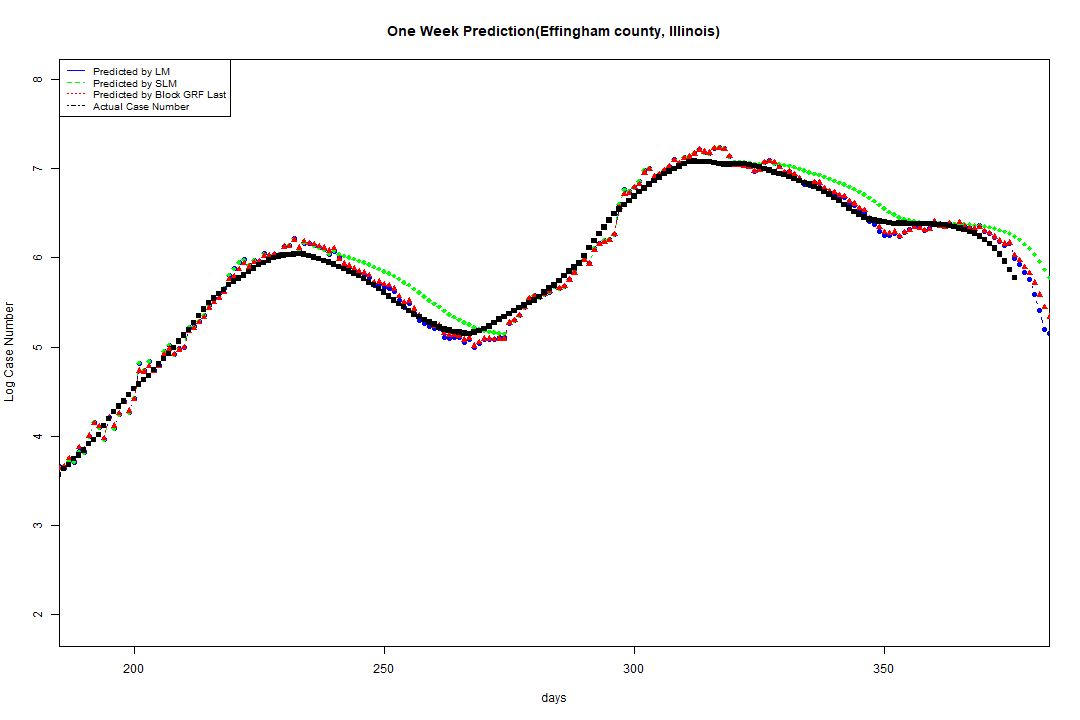 One Week Prediction(Effingham county, Illinois)
Predicted by LM
Predicted by SLM
Predicted by Block GRF Last
Actual Case Number
8
7
6
5
4
3
2
Log Case Number
200 250 300 350
days